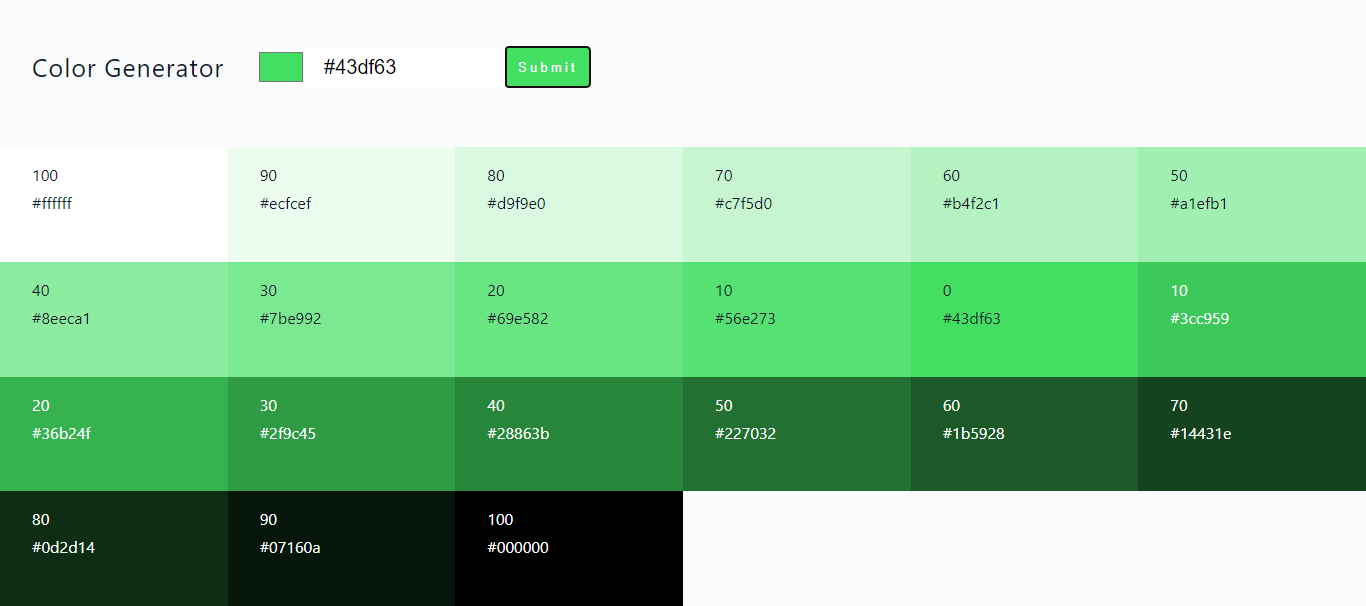 Color Generator #43df63 Submit
100 90 80 70 60 50
#ffffff #ecfcef #d9f9e0 #c7f5d0 #b4f2c1 #a1efb1
40 30 20 10 0 10
#8eeca1 #7be992 #69e582 #56e273 #43df63 #3cc959
20 30 40 50 60 70
#36b24f #2f9c45 #28863b #227032 #1b5928 #14431e
80 90 100
#0d2d14 #07160a #000000